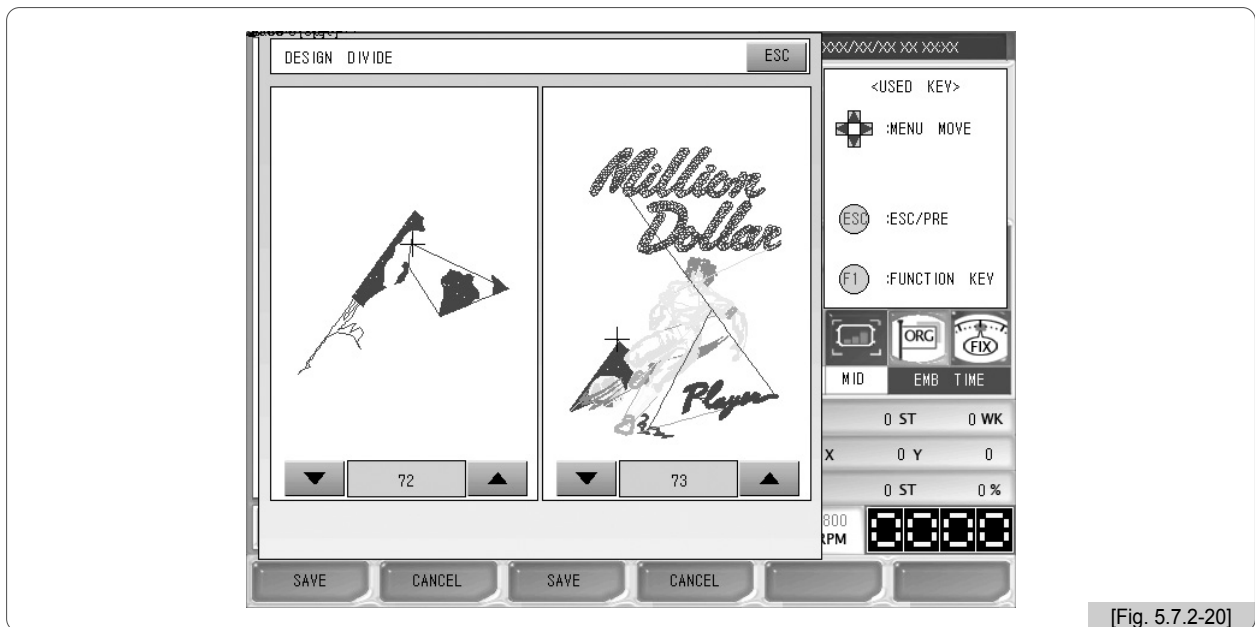 DESIGN DIVIDE
ESC
XXX/XX/XX XX XX:XX
<USED KEY>
:MENU MOVE
ESC :ESC/PRE
F1 :FUNCTION KEY
Million
Dollar
Player
ORG
FIX
MID
EMB TIME
0 ST 0 WK
X 0 Y 0
0 ST 0 %
72
73
800
RPM
SAVE
CANCEL
SAVE
CANCEL
[Fig. 5.7.2-20]